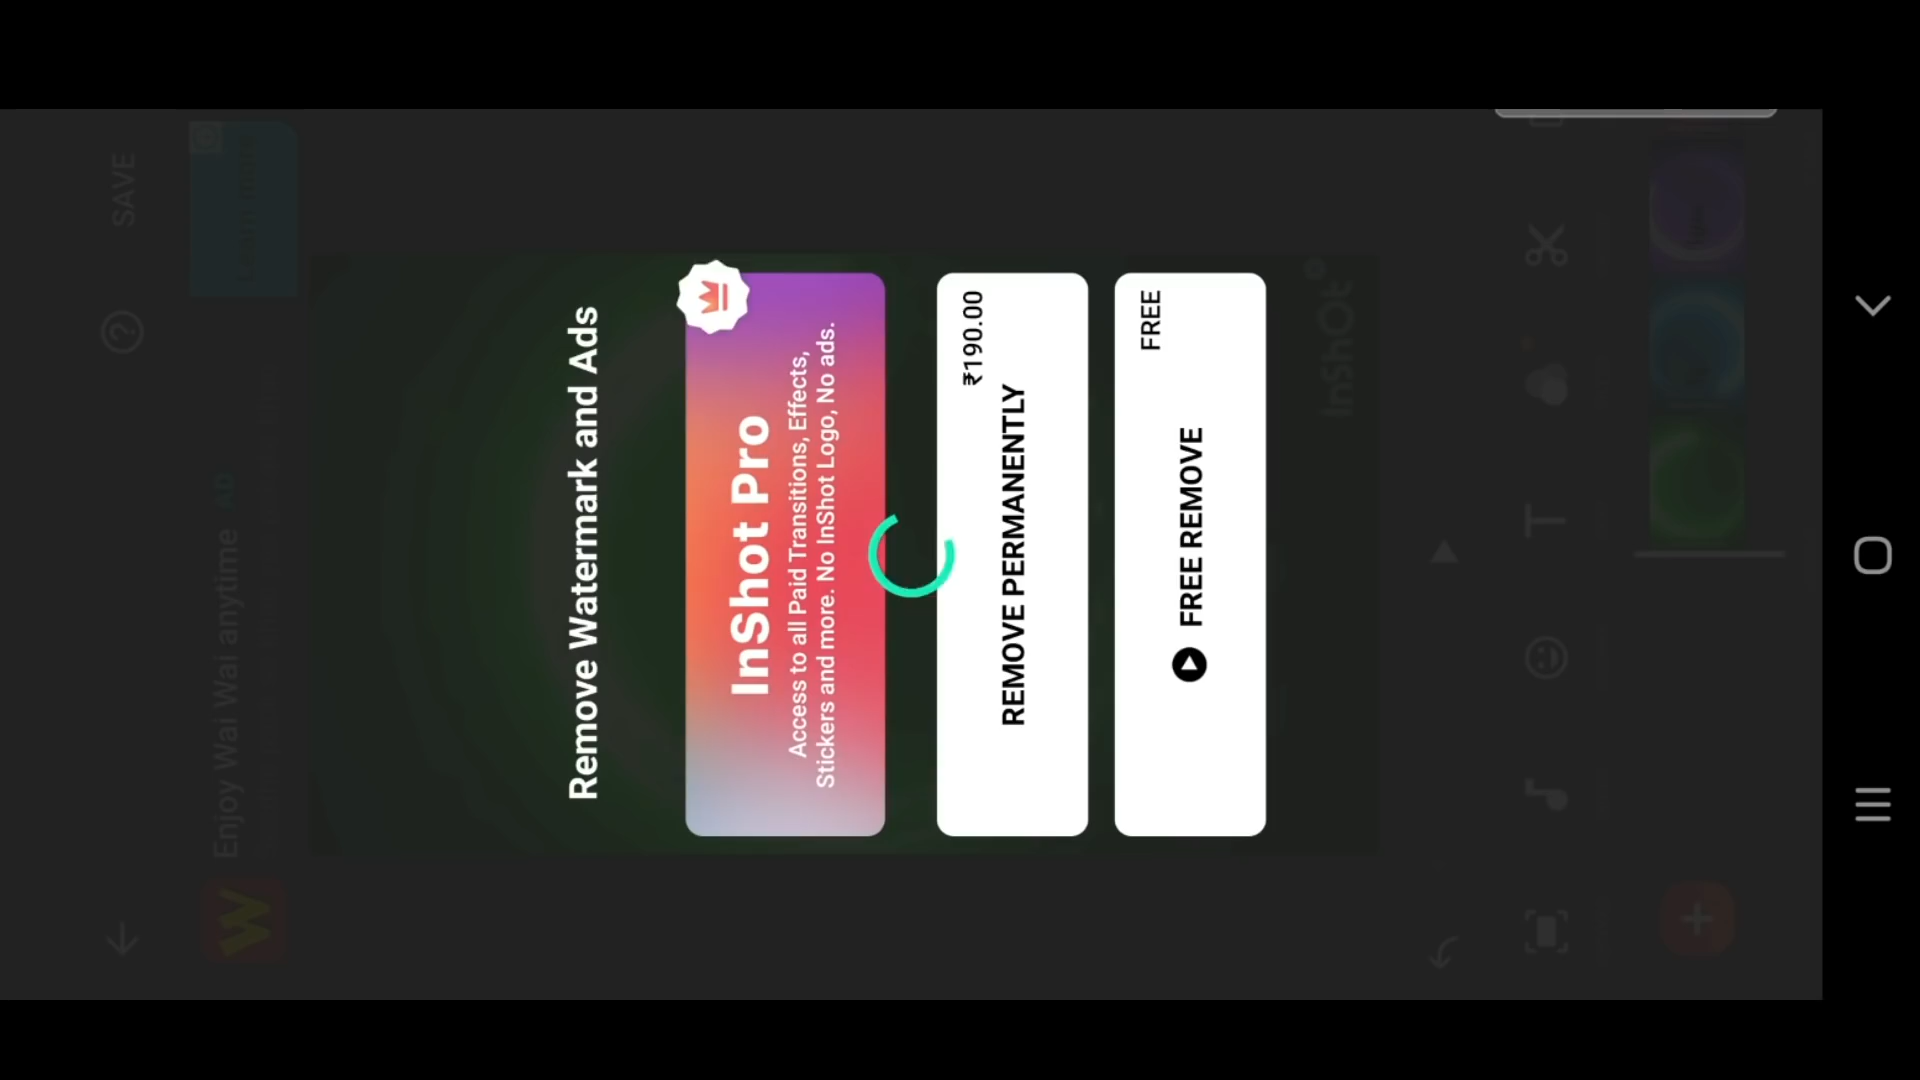 SAVE
Enjoy Wai Wai anytime AD
Remove Watermark and Ads
InShot Pro
Access to all Paid Transitions, Effects,
Stickers and more. No InShot Logo, No ads.
₹190.00
REMOVE PERMANENTLY
FREE
FREE REMOVE
InShOt